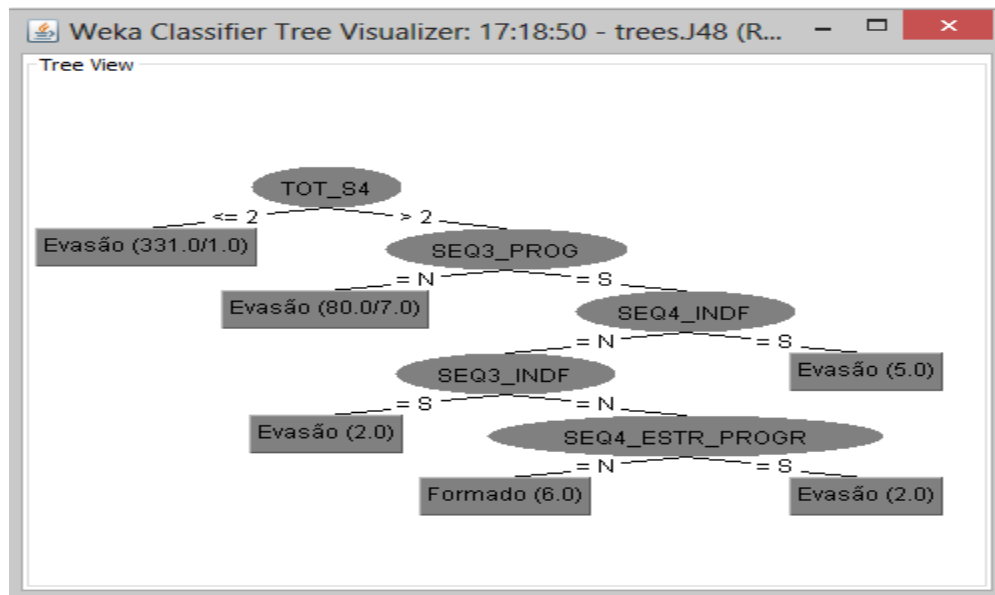 Weka Classifier Tree Visualizer: 17:18:50 - trees.J48 (R...
Tree View
TOT_S4
<= 2
> 2
Evasão (331.0/1.0)
SEQ3_PROG
= N
= S
Evasão (80.0/7.0)
SEQ4_INDF
= N
= S
SEQ3_INDF
Evasão (5.0)
= S
= N
Evasão (2.0)
SEQ4_ESTR_PROGR
= N
= S
Formado (6.0)
Evasão (2.0)